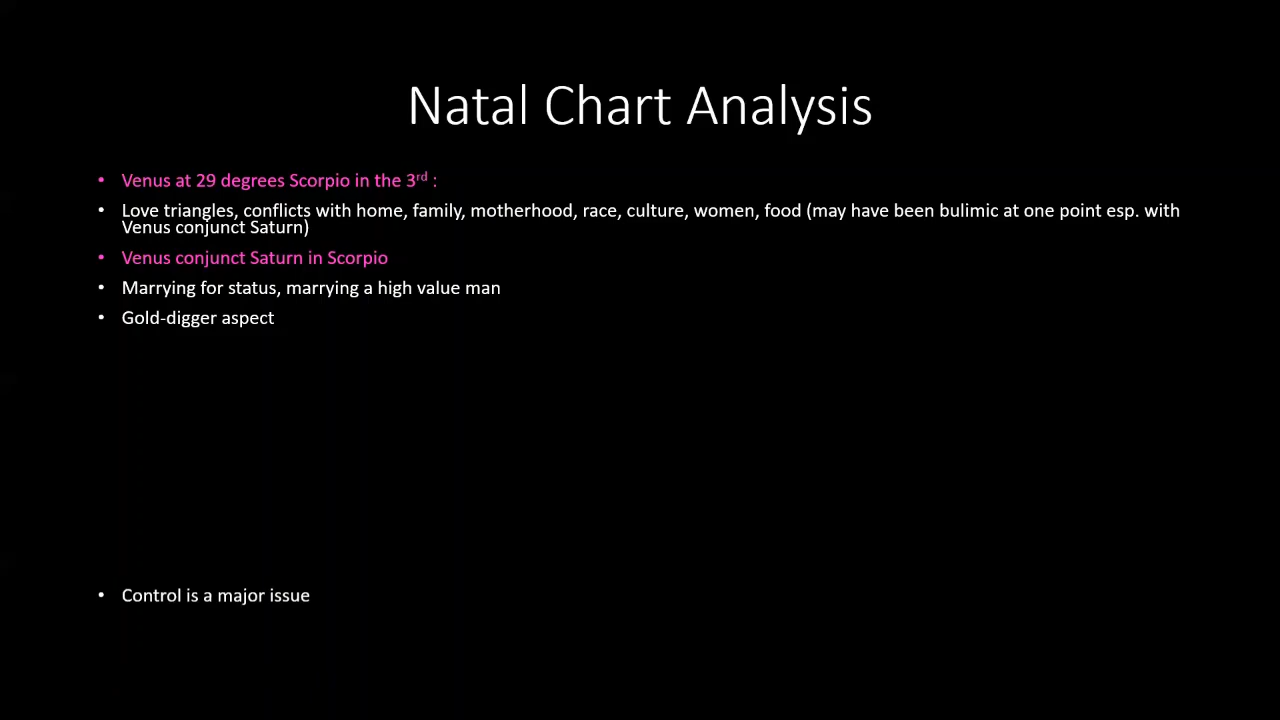 Natal Chart Analysis
• Venus at 29 degrees Scorpio in the 3rd :
• Love triangles, conflicts with home, family, motherhood, race, culture, women, food (may have been bulimic at one point esp. with
Venus conjunct Saturn)
• Venus conjunct Saturn in Scorpio
• Marrying for status, marrying a high value man
• Gold-digger aspect
• Control is a major issue